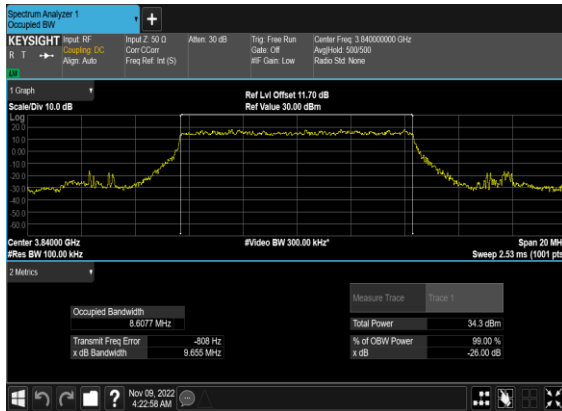 Spectrum Analyzer 1
Occupied BW
KEYSIGHT
R T
Input: RF
Coupling: DC
Align: Auto
Input Z: 50 Ω
Corr CCorr
Freq Ref: Int (S)
Atten: 30 dB
Trig: Free Run
Gate: Off
#IF Gain: Low
Center Freq: 3.840000000 GHz
Avg|Hold: 500/500
Radio Std: None
1 Graph
Scale/Div 10.0 dB
Ref Lvl Offset 11.70 dB
Ref Value 30.00 dBm
Log
20.0
10.0
0.00
-10.0
-20.0
-30.0
-40.0
-50.0
-60.0
Center 3.84000 GHz
#Video BW 300.00 kHz*
Span 20 MH
#Res BW 100.00 kHz
Sweep 2.53 ms (1001 pts
2 Metrics
Measure Trace
Trace 1
Occupied Bandwidth
8.6077 MHz
Total Power
34.3 dBm
Transmit Freq Error
-808 Hz
% of OBW Power
99.00 %
x dB Bandwidth
9.655 MHz
x dB
-26.00 dB
?
Nov 09, 2022
4:22:58 AM